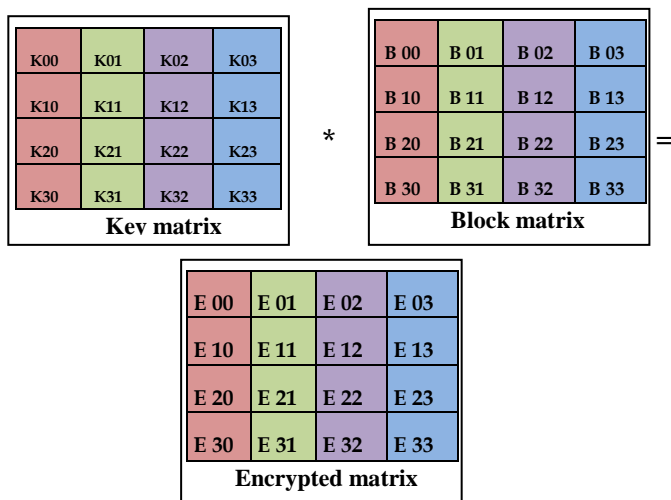 K00 K01 K02 K03
K10 K11 K12 K13
K20 K21 K22 K23
K30 K31 K32 K33
Kev matrix
*
B 00 B 01 B 02 B 03
B 10 B 11 B 12 B 13
B 20 B 21 B 22 B 23
B 30 B 31 B 32 B 33
Block matrix
=
E 00 E 01 E 02 E 03
E 10 E 11 E 12 E 13
E 20 E 21 E 22 E 23
E 30 E 31 E 32 E 33
Encrypted matrix